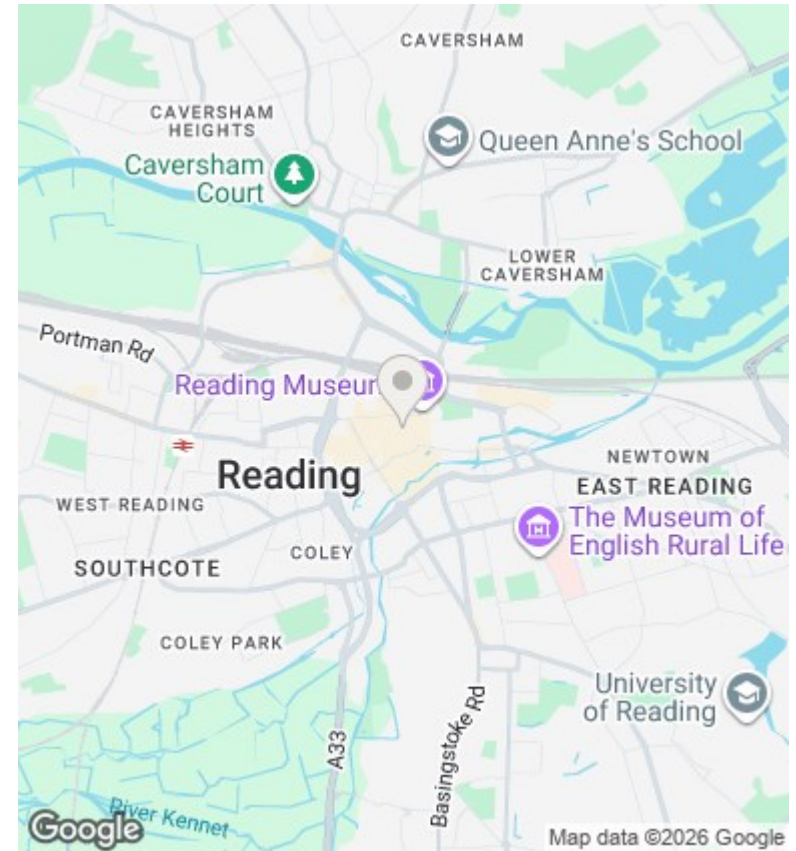 CAVERSHAM
CAVERSHAM
HEIGHTS
Queen Anne's School
Caversham
Court
LOWER
CAVERSHAM
Portman Rd
Reading Museum
NEWTOWN
Reading
EAST READING
WEST READING
The Museum of
English Rural Life
COLEY
SOUTHCOTE
COLEY PARK
University
of Reading
Basingstoke Rd
A33
River Kennet
Google
Map data ©2026 Google